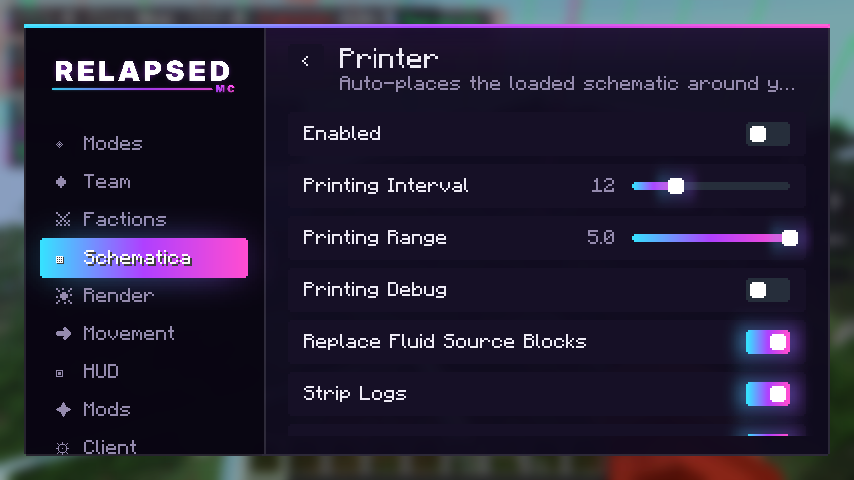 RELAPSED
MC
Modes
Team
Factions
Schematica
Render
Movement
HUD
Mods
Client
Printer
Auto-places the loaded schematic around y...
Enabled
Printing Interval 12
Printing Range 5.0
Printing Debug
Replace Fluid Source Blocks
Strip Logs